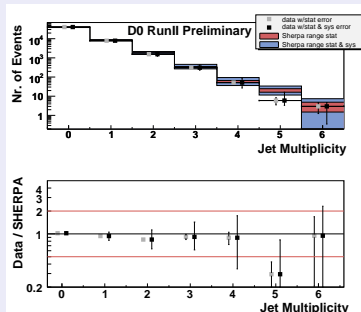 D0 RunII Preliminary
data w/stat error
data w/stat & sys error
Sherpa range stat
Sherpa range stat & sys
Nr. of Events
10⁴
10³
10²
10
1
0 1 2 3 4 5 6
Jet Multiplicity
Data / SHERPA
4
3
2
1
0.2
0 1 2 3 4 5 6
Jet Multiplicity